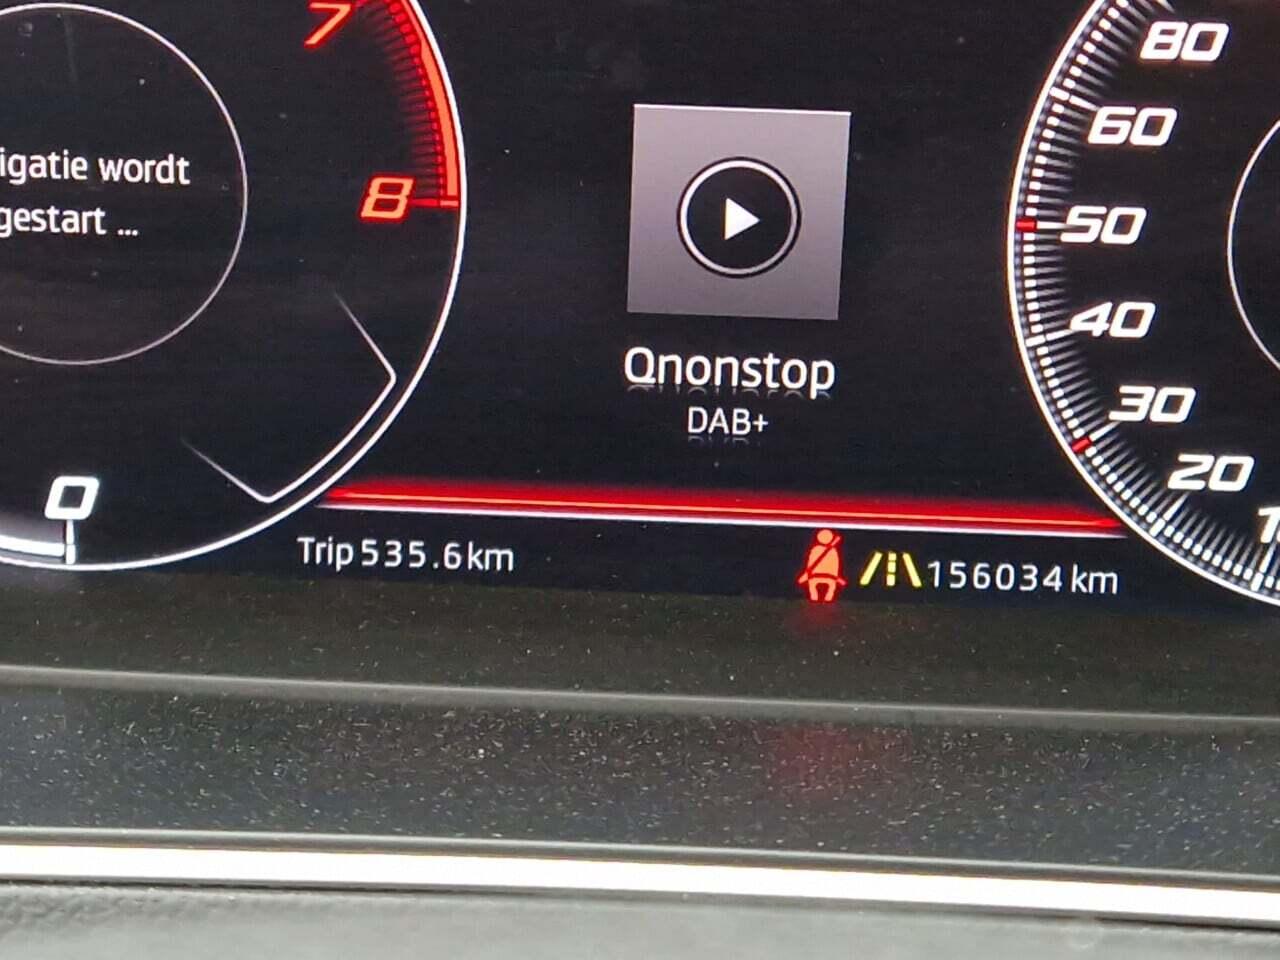 7
8
igatie wordt
gestart ...
0
Qnonstop
DAB+
80
60
50
40
30
20
Trip 535.6 km
156034 km